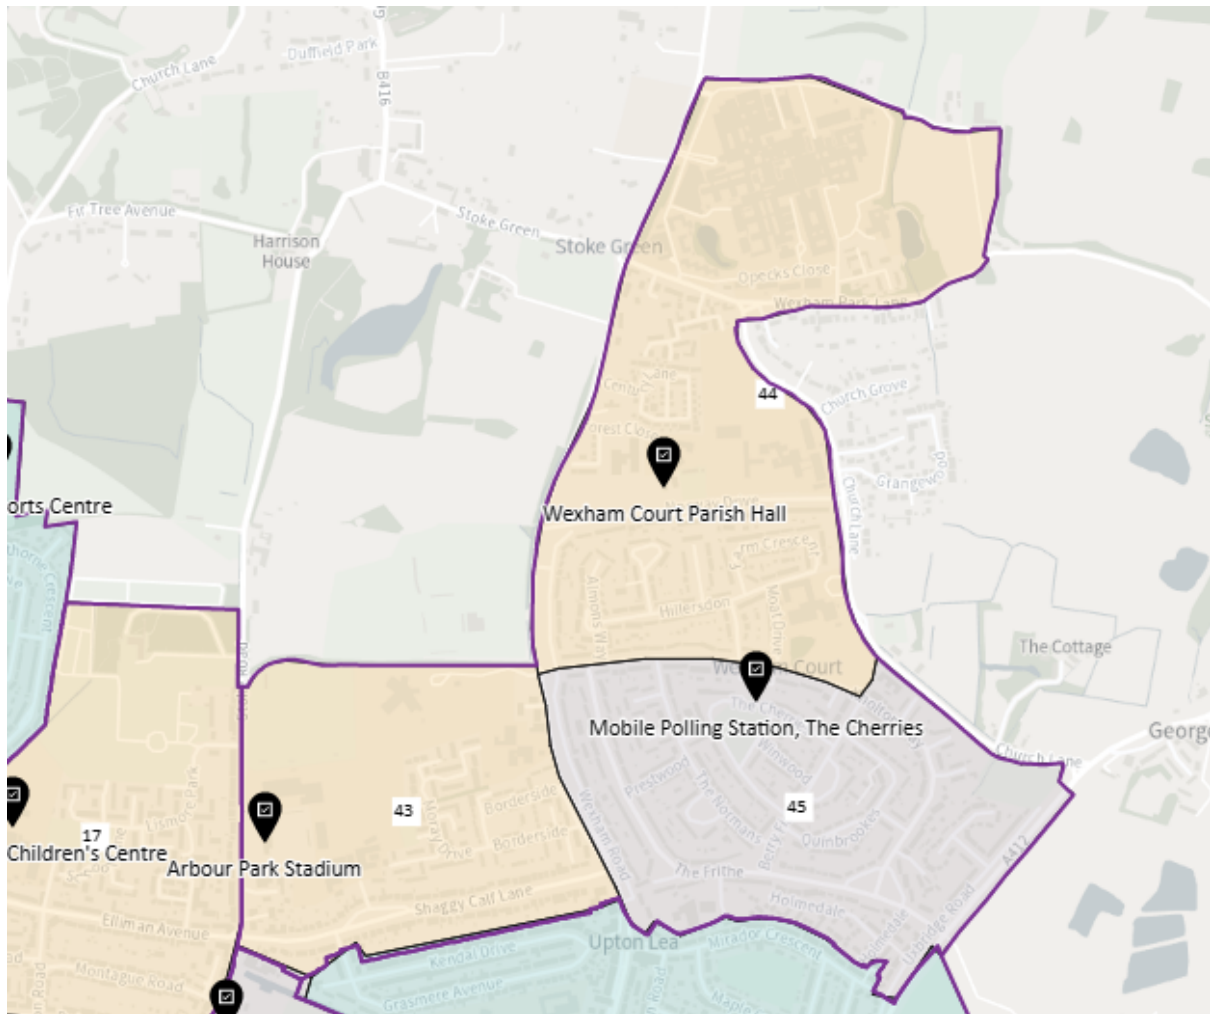 Duffield Park
Church Lane
B416
Fir Tree Avenue
Stoke Green
Harrison
House
Stoke Green
Opecks Close
Wexham Park Lane
44
Church Grove
Wexham Court Parish Hall
Church Lane
orts Centre
Almons Way
Hillersdon
Moat Drive
The Cottage
Mobile Polling Station, The Cherries
George
Church Lane
Winwood
Prestwood
The Normans
45
Quinbrookes
43
Borderside
Borderside
Moray Drive
Wexham Road
17
Lismore Park
Children's Centre
Arbour Park Stadium
The Frithe
A412
Holmedale
Uxbridge Road
Shaggy Calf Lane
Elliman Avenue
Upton Lea
Mirador Crescent
Kendal Drive
Montague Road
Grasmere Avenue